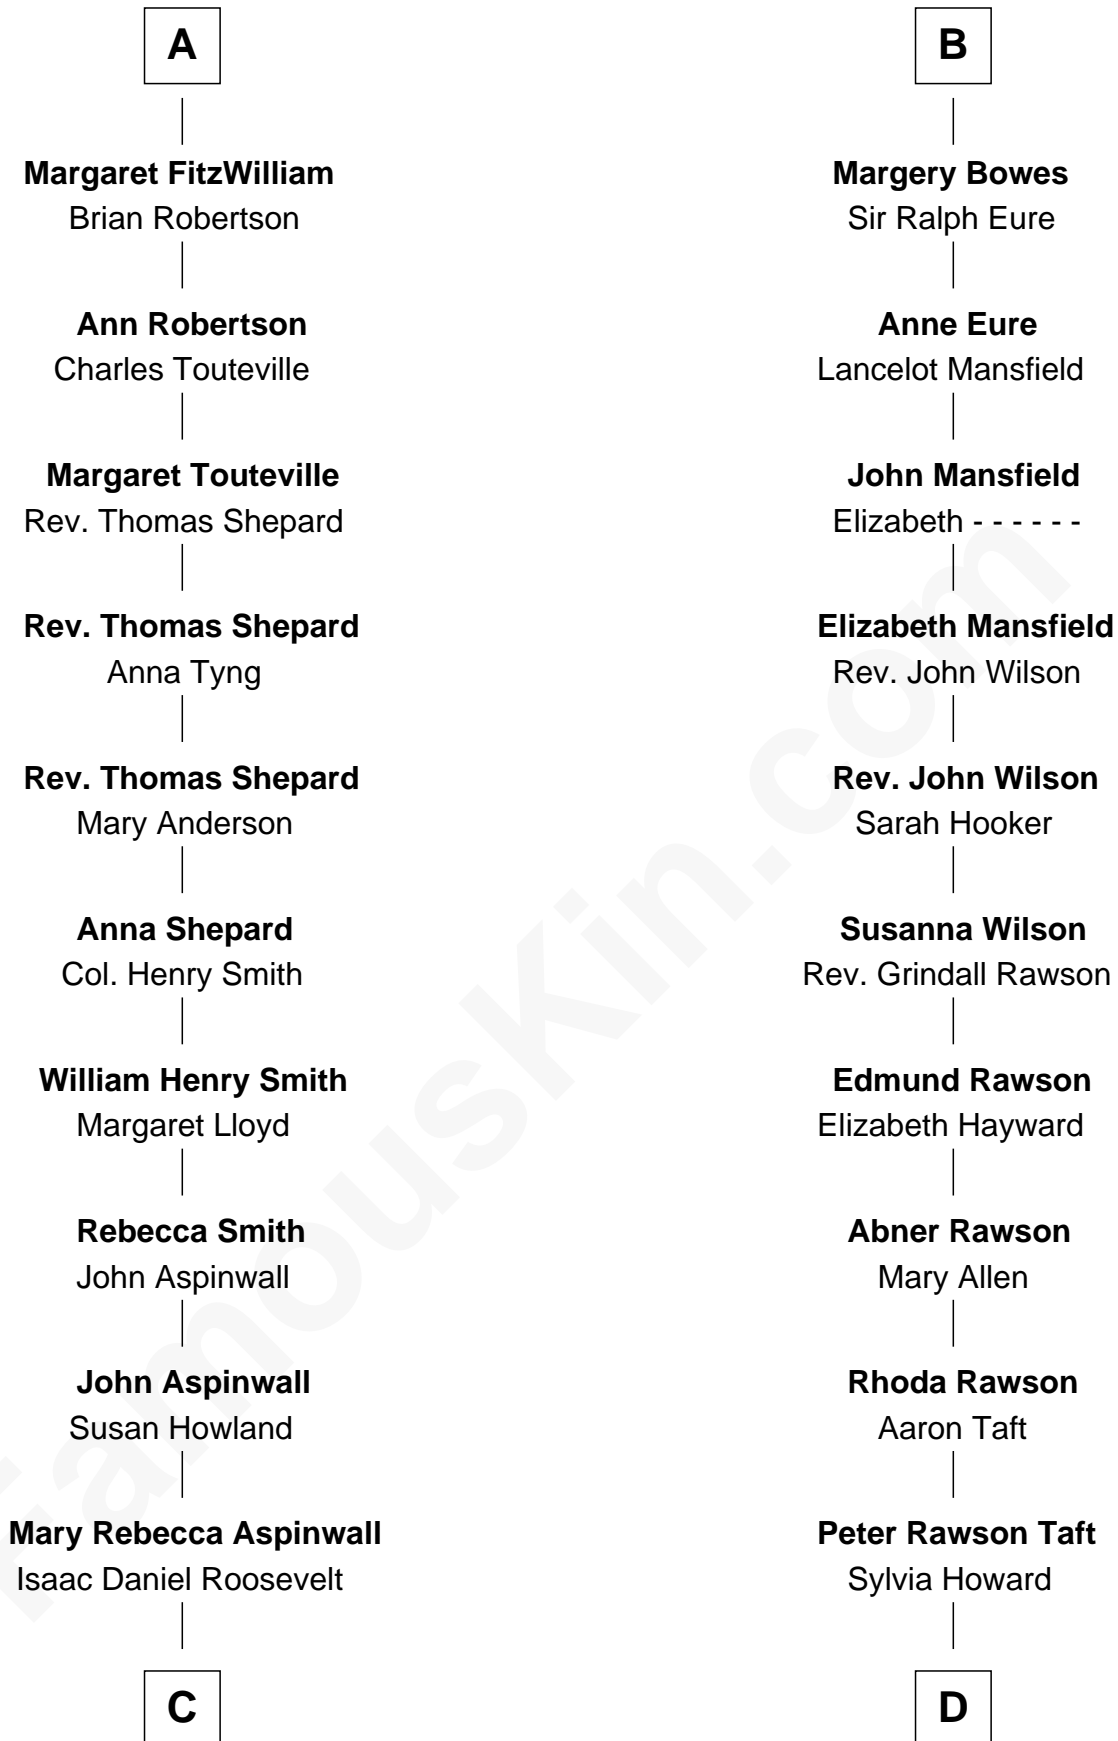 A
Margaret FitzWilliam
Brian Robertson
Ann Robertson
Charles Touteville
Margaret Touteville
Rev. Thomas Shepard
Rev. Thomas Shepard
Anna Tyng
Rev. Thomas Shepard
Mary Anderson
Anna Shepard
Col. Henry Smith
William Henry Smith
Margaret Lloyd
Rebecca Smith
John Aspinwall
John Aspinwall
Susan Howland
Mary Rebecca Aspinwall
Isaac Daniel Roosevelt
C
B
Margery Bowes
Sir Ralph Eure
Anne Eure
Lancelot Mansfield
John Mansfield
Elizabeth - - - - - -
Elizabeth Mansfield
Rev. John Wilson
Rev. John Wilson
Sarah Hooker
Susanna Wilson
Rev. Grindall Rawson
Edmund Rawson
Elizabeth Hayward
Abner Rawson
Mary Allen
Rhoda Rawson
Aaron Taft
Peter Rawson Taft
Sylvia Howard
D
FamousKin.com